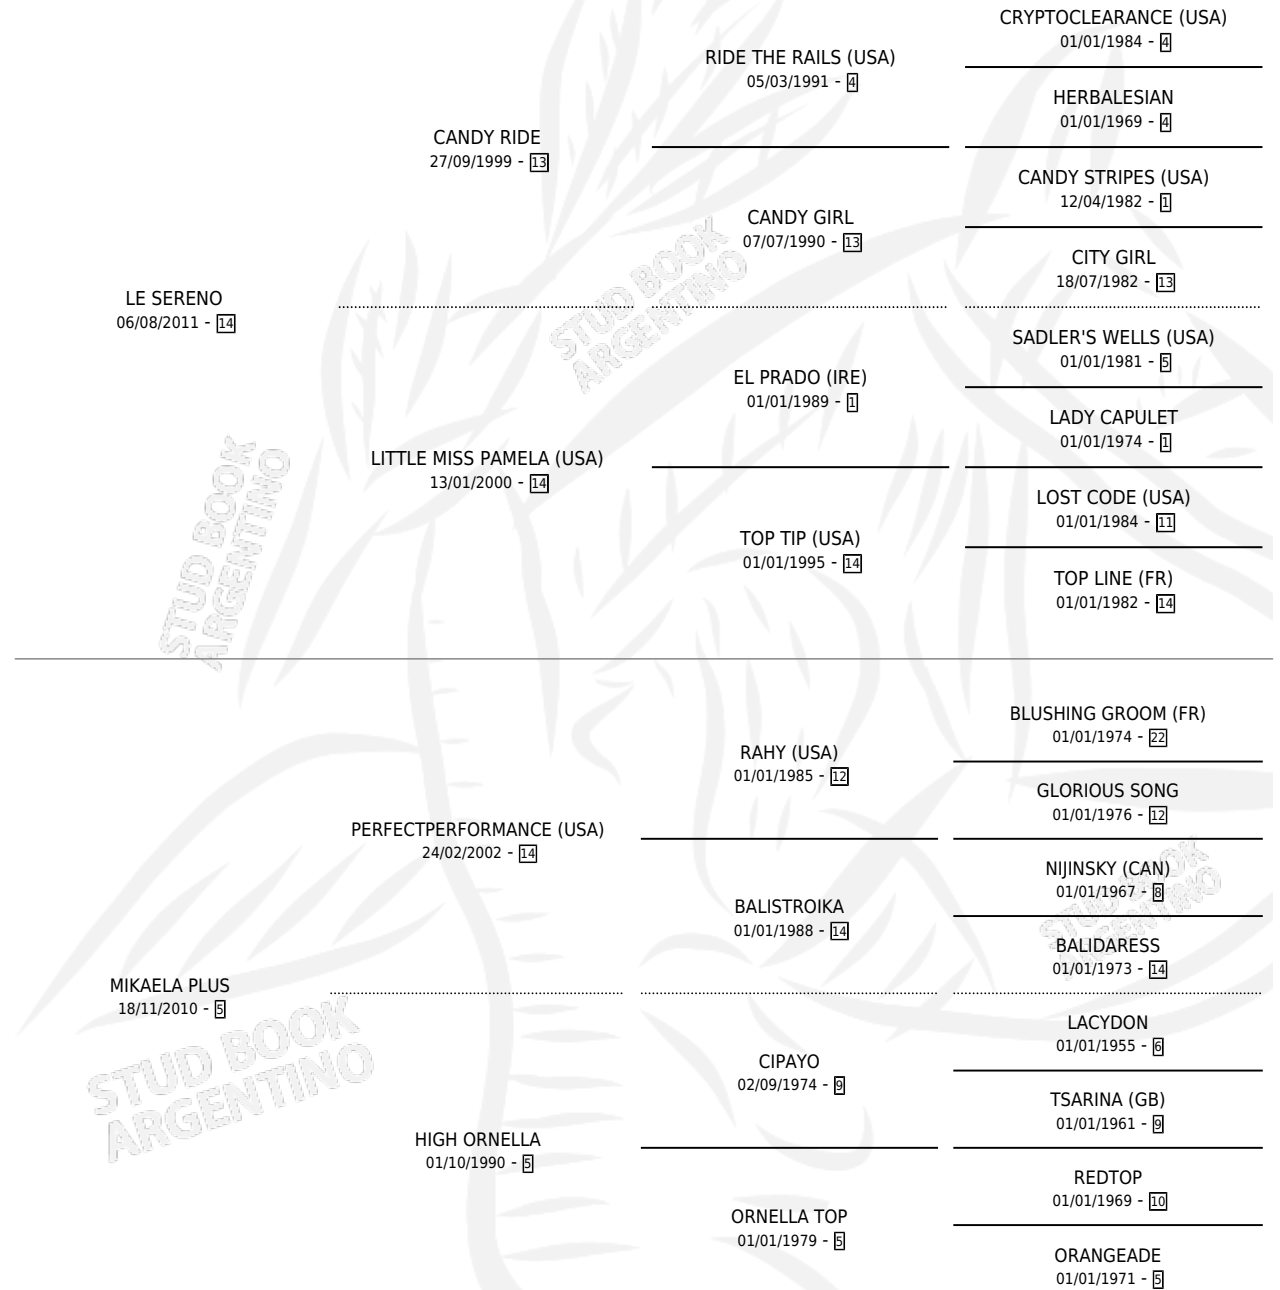 CRYPTOCLEARANCE (USA)
01/01/1984 - 4
RIDE THE RAILS (USA)
05/03/1991 - 4
HERBALESIAN
01/01/1969 - 4
CANDY RIDE
27/09/1999 - 13
CANDY STRIPES (USA)
12/04/1982 - 1
CANDY GIRL
07/07/1990 - 13
CITY GIRL
18/07/1982 - 13
LE SERENO
06/08/2011 - 14
SADLER'S WELLS (USA)
01/01/1981 - 5
EL PRADO (IRE)
01/01/1989 - 1
LADY CAPULET
01/01/1974 - 1
LITTLE MISS PAMELA (USA)
13/01/2000 - 14
LOST CODE (USA)
01/01/1984 - 11
TOP TIP (USA)
01/01/1995 - 14
TOP LINE (FR)
01/01/1982 - 14
BLUSHING GROOM (FR)
01/01/1974 - 22
RAHY (USA)
01/01/1985 - 12
GLORIOUS SONG
01/01/1976 - 12
PERFECTPERFORMANCE (USA)
24/02/2002 - 14
NIJINSKY (CAN)
01/01/1967 - 8
BALISTROIKA
01/01/1988 - 14
BALIDARESS
01/01/1973 - 14
MIKAELA PLUS
18/11/2010 - 5
LACYDON
01/01/1955 - 6
CIPAYO
02/09/1974 - 9
TSARINA (GB)
01/01/1961 - 9
HIGH ORNELLA
01/10/1990 - 5
REDTOP
01/01/1969 - 10
ORNELLA TOP
01/01/1979 - 5
ORANGEADE
01/01/1971 - 5
STUD BOOK
ARGENTINO
STUD BOOK
ARGENTINO
STUD BOOK
ARGENTINO
STUD BOOK
ARGENTINO